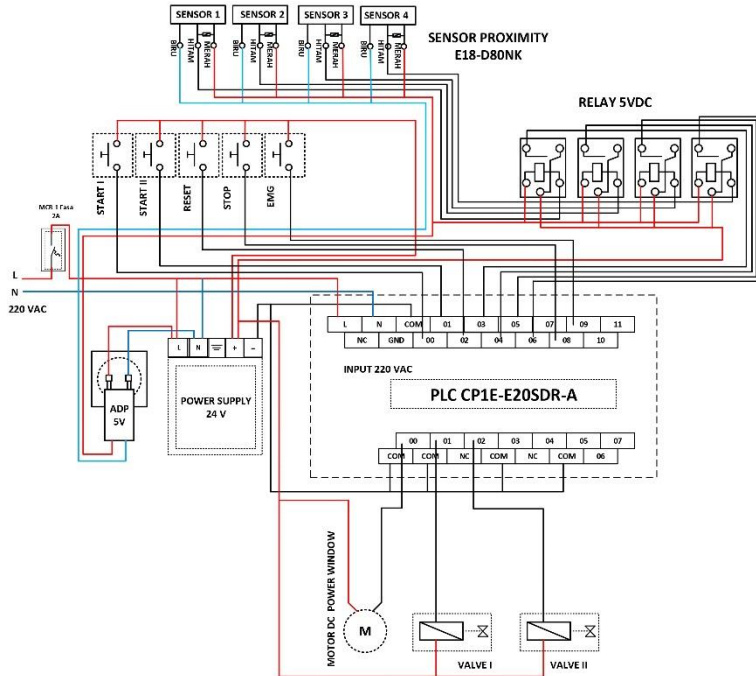 SENSOR 1 SENSOR 2 SENSOR 3 SENSOR 4
BIRU HITAM MERAH BIRU HITAM MERAH BIRU HITAM MERAH BIRU HITAM MERAH
SENSOR PROXIMITY
E18-D80NK
RELAY 5VDC
START I START II RESET STOP EMG
MCB 1 Fasa
2A
L
N
220 VAC
L N COM 01 03 05 07 09 11
NC GND 00 02 04 06 08 10
INPUT 220 VAC
PLC CP1E-E20SDR-A
L N + -
POWER SUPPLY
24 V
ADP
5V
00 01 02 03 04 05 07
COM COM NC COM NC COM 06
MOTOR DC POWER WINDOW
M
VALVE I
VALVE II